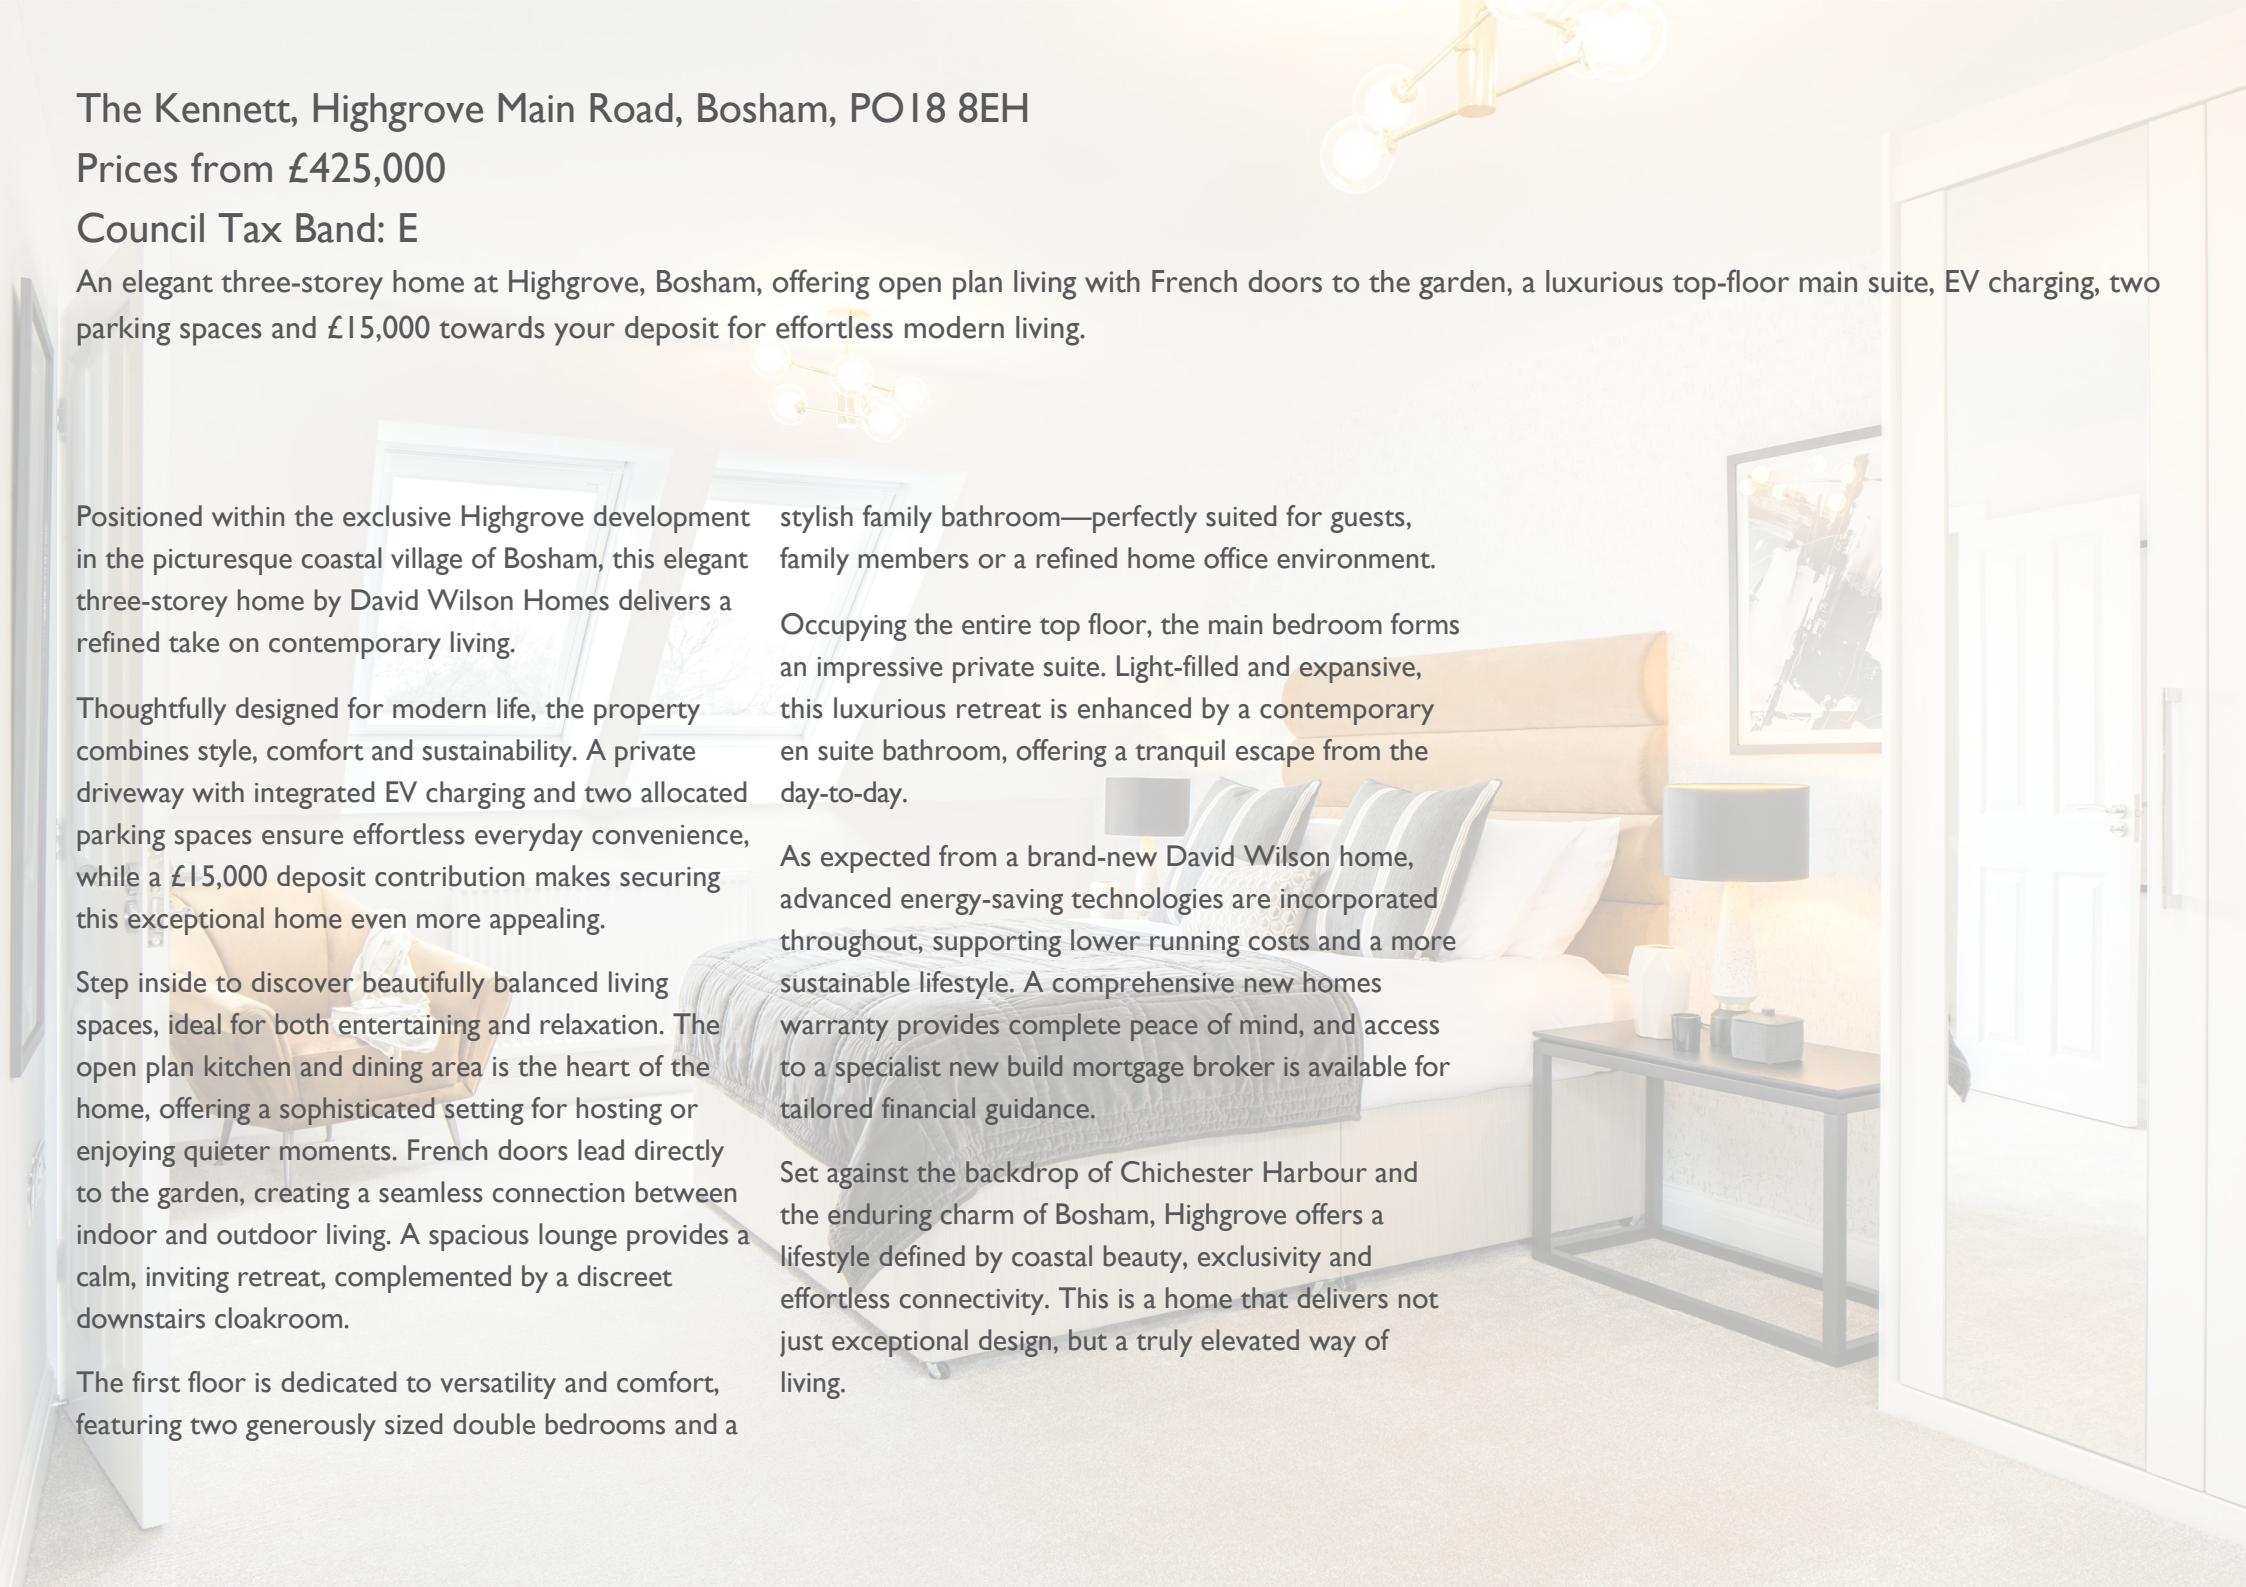 The Kennett, Highgrove Main Road, Bosham, PO18 8EH
Prices from £425,000
Council Tax Band: E
An elegant three-storey home at Highgrove, Bosham, offering open plan living with French doors to the garden, a luxurious top-floor main suite, EV charging, two
parking spaces and £15,000 towards your deposit for effortless modern living.
Positioned within the exclusive Highgrove development
in the picturesque coastal village of Bosham, this elegant
three-storey home by David Wilson Homes delivers a
refined take on contemporary living.
Thoughtfully designed for modern life, the property
combines style, comfort and sustainability. A private
driveway with integrated EV charging and two allocated
parking spaces ensure effortless everyday convenience,
while a £15,000 deposit contribution makes securing
this exceptional home even more appealing.
Step inside to discover beautifully balanced living
spaces, ideal for both entertaining and relaxation. The
open plan kitchen and dining area is the heart of the
home, offering a sophisticated setting for hosting or
enjoying quieter moments. French doors lead directly
to the garden, creating a seamless connection between
indoor and outdoor living. A spacious lounge provides a
calm, inviting retreat, complemented by a discreet
downstairs cloakroom.
The first floor is dedicated to versatility and comfort,
featuring two generously sized double bedrooms and a
stylish family bathroom—perfectly suited for guests,
family members or a refined home office environment.
Occupying the entire top floor, the main bedroom forms
an impressive private suite. Light-filled and expansive,
this luxurious retreat is enhanced by a contemporary
en suite bathroom, offering a tranquil escape from the
day-to-day.
As expected from a brand-new David Wilson home,
advanced energy-saving technologies are incorporated
throughout, supporting lower running costs and a more
sustainable lifestyle. A comprehensive new homes
warranty provides complete peace of mind, and access
to a specialist new build mortgage broker is available for
tailored financial guidance.
Set against the backdrop of Chichester Harbour and
the enduring charm of Bosham, Highgrove offers a
lifestyle defined by coastal beauty, exclusivity and
effortless connectivity. This is a home that delivers not
just exceptional design, but a truly elevated way of
living.